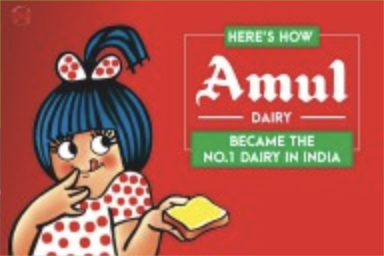 HERE'S HOW
Amul
DAIRY
BECAME THE
NO.1 DAIRY IN INDIA